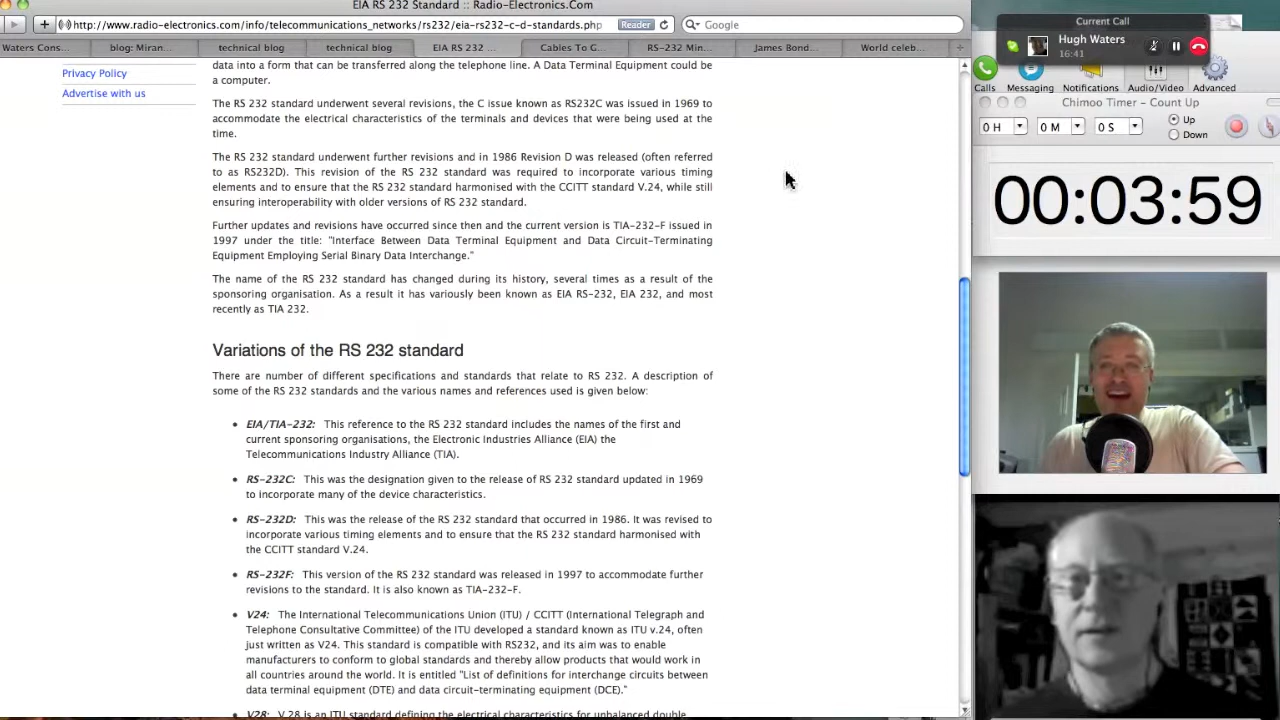 EIA RS 232 Standard :: Radio-Electronics.Com
http://www.radio-electronics.com/info/telecommunications_networks/rs232/eia-rs232-c-d-standards.php
Reader
Google
Waters Cons...
blog: Miran...
technical blog
technical blog
EIA RS 232 ...
Cables To G...
RS-232 Min...
James Bond...
World celeb...
Privacy Policy
Advertise with us
data into a form that can be transferred along the telephone line. A Data Terminal Equipment could be
a computer.
The RS 232 standard underwent several revisions, the C issue known as RS232C was issued in 1969 to
accommodate the electrical characteristics of the terminals and devices that were being used at the
time.
The RS 232 standard underwent further revisions and in 1986 Revision D was released (often referred
to as RS232D). This revision of the RS 232 standard was required to incorporate various timing
elements and to ensure that the RS 232 standard harmonised with the CCITT standard V.24, while still
ensuring interoperability with older versions of RS 232 standard.
Further updates and revisions have occurred since then and the current version is TIA-232-F issued in
1997 under the title: "Interface Between Data Terminal Equipment and Data Circuit-Terminating
Equipment Employing Serial Binary Data Interchange."
The name of the RS 232 standard has changed during its history, several times as a result of the
sponsoring organisation. As a result it has variously been known as EIA RS-232, EIA 232, and most
recently as TIA 232.
Variations of the RS 232 standard
There are number of different specifications and standards that relate to RS 232. A description of
some of the RS 232 standards and the various names and references used is given below:
• EIA/TIA-232: This reference to the RS 232 standard includes the names of the first and
current sponsoring organisations, the Electronic Industries Alliance (EIA) the
Telecommunications Industry Alliance (TIA).
• RS-232C: This was the designation given to the release of RS 232 standard updated in 1969
to incorporate many of the device characteristics.
• RS-232D: This was the release of the RS 232 standard that occurred in 1986. It was revised to
incorporate various timing elements and to ensure that the RS 232 standard harmonised with
the CCITT standard V.24.
• RS-232F: This version of the RS 232 standard was released in 1997 to accommodate further
revisions to the standard. It is also known as TIA-232-F.
• V24: The International Telecommunications Union (ITU) / CCITT (International Telegraph and
Telephone Consultative Committee) of the ITU developed a standard known as ITU v.24, often
just written as V24. This standard is compatible with RS232, and its aim was to enable
manufacturers to conform to global standards and thereby allow products that would work in
all countries around the world. It is entitled "List of definitions for interchange circuits between
data terminal equipment (DTE) and data circuit-terminating equipment (DCE)."
• V28: V.28 is an ITU standard defining the electrical characteristics for unbalanced double
Current Call
Hugh Waters
16:41
Calls
Messaging
Notifications
Audio/Video
Advanced
Chimoo Timer - Count Up
0 H
0 M
0 S
Up
Down
00:03:59